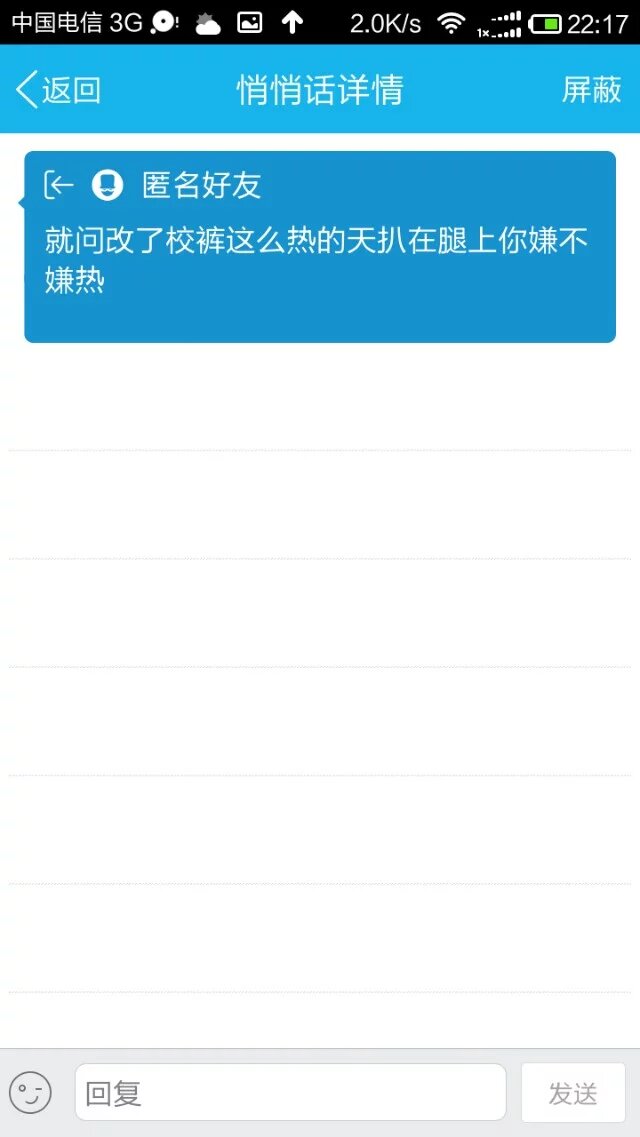 中国电信 3G 2.0K/s 1x 22:17
返回 悄悄话详情 屏蔽
匿名好友
就问改了校裤这么热的天扒在腿上你嫌不
嫌热
回复 发送